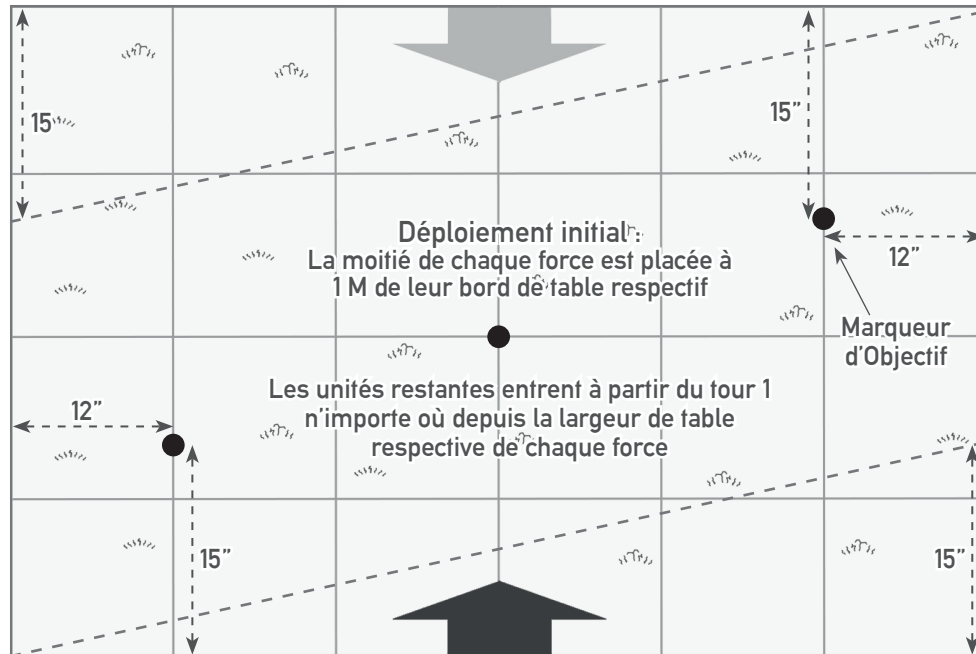 15
15”
Déploiement initial :
La moitié de chaque force est placée à
1 M de leur bord de table respectif
12”
Marqueur
d’Objectif
Les unités restantes entrent à partir du tour 1
n’importe où depuis la largeur de table
respective de chaque force
12”
15”
15”